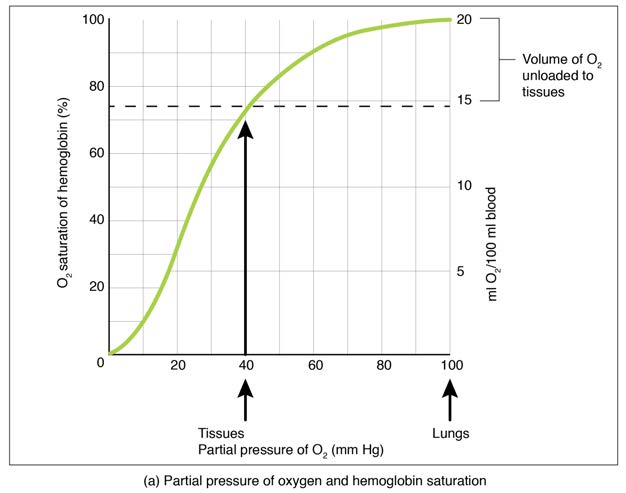 100
80
60
40
20
0
O₂ saturation of hemoglobin (%)
20
15
10
5
ml O₂/100 ml blood
Volume of O₂
unloaded to
tissues
20 40 60 80 100
Tissues Lungs
Partial pressure of O₂ (mm Hg)
(a) Partial pressure of oxygen and hemoglobin saturation